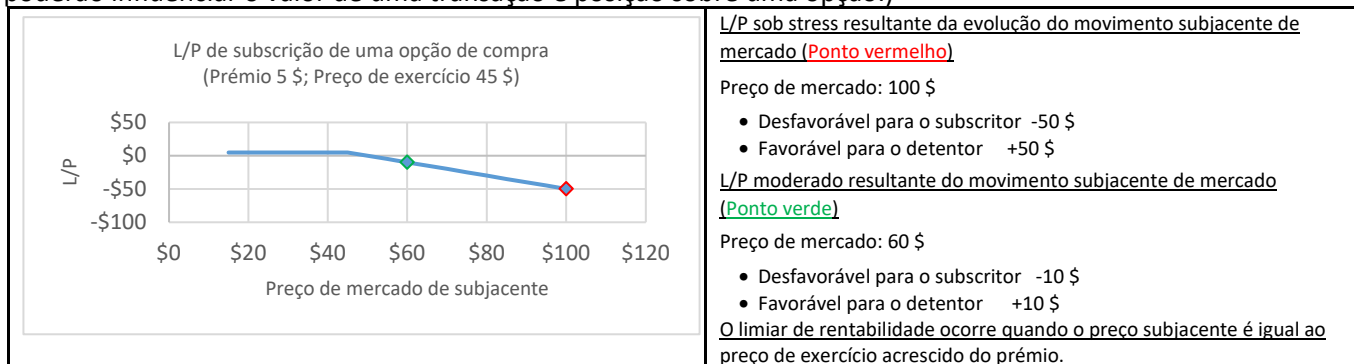 L/P de subscrição de uma opção de compra
(Prémio 5 $; Preço de exercício 45 $)
$50
$0
-$50
-$100
L/P
$0 $20 $40 $60 $80 $100 $120
Preço de mercado de subjacente
L/P sob stress resultante da evolução do movimento subjacente de
mercado (Ponto vermelho)
Preço de mercado: 100 $
• Desfavorável para o subscritor -50 $
• Favorável para o detentor +50 $
L/P moderado resultante do movimento subjacente de mercado
(Ponto verde)
Preço de mercado: 60 $
• Desfavorável para o subscritor -10 $
• Favorável para o detentor +10 $
O limiar de rentabilidade ocorre quando o preço subjacente é igual ao
preço de exercício acrescido do prémio.